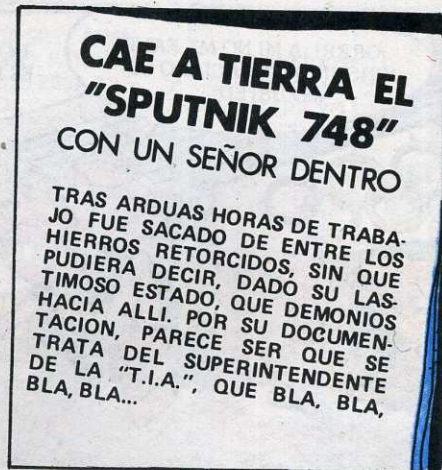 CAE A TIERRA EL
"SPUTNIK 748"
CON UN SEÑOR DENTRO
TRAS ARDUAS HORAS DE TRABA-
JO FUE SACADO DE ENTRE LOS
HIERROS RETORCIDOS, SIN QUE
PUDIERA DECIR, DADO SU LAS-
TIMOSO ESTADO, QUE DEMONIOS
HACIA ALLI. POR SU DOCUMEN-
TACION, PARECE SER QUE SE
TRATA DEL SUPERINTENDENTE
DE LA "T.I.A.", QUE BLA, BLA,
BLA, BLA...